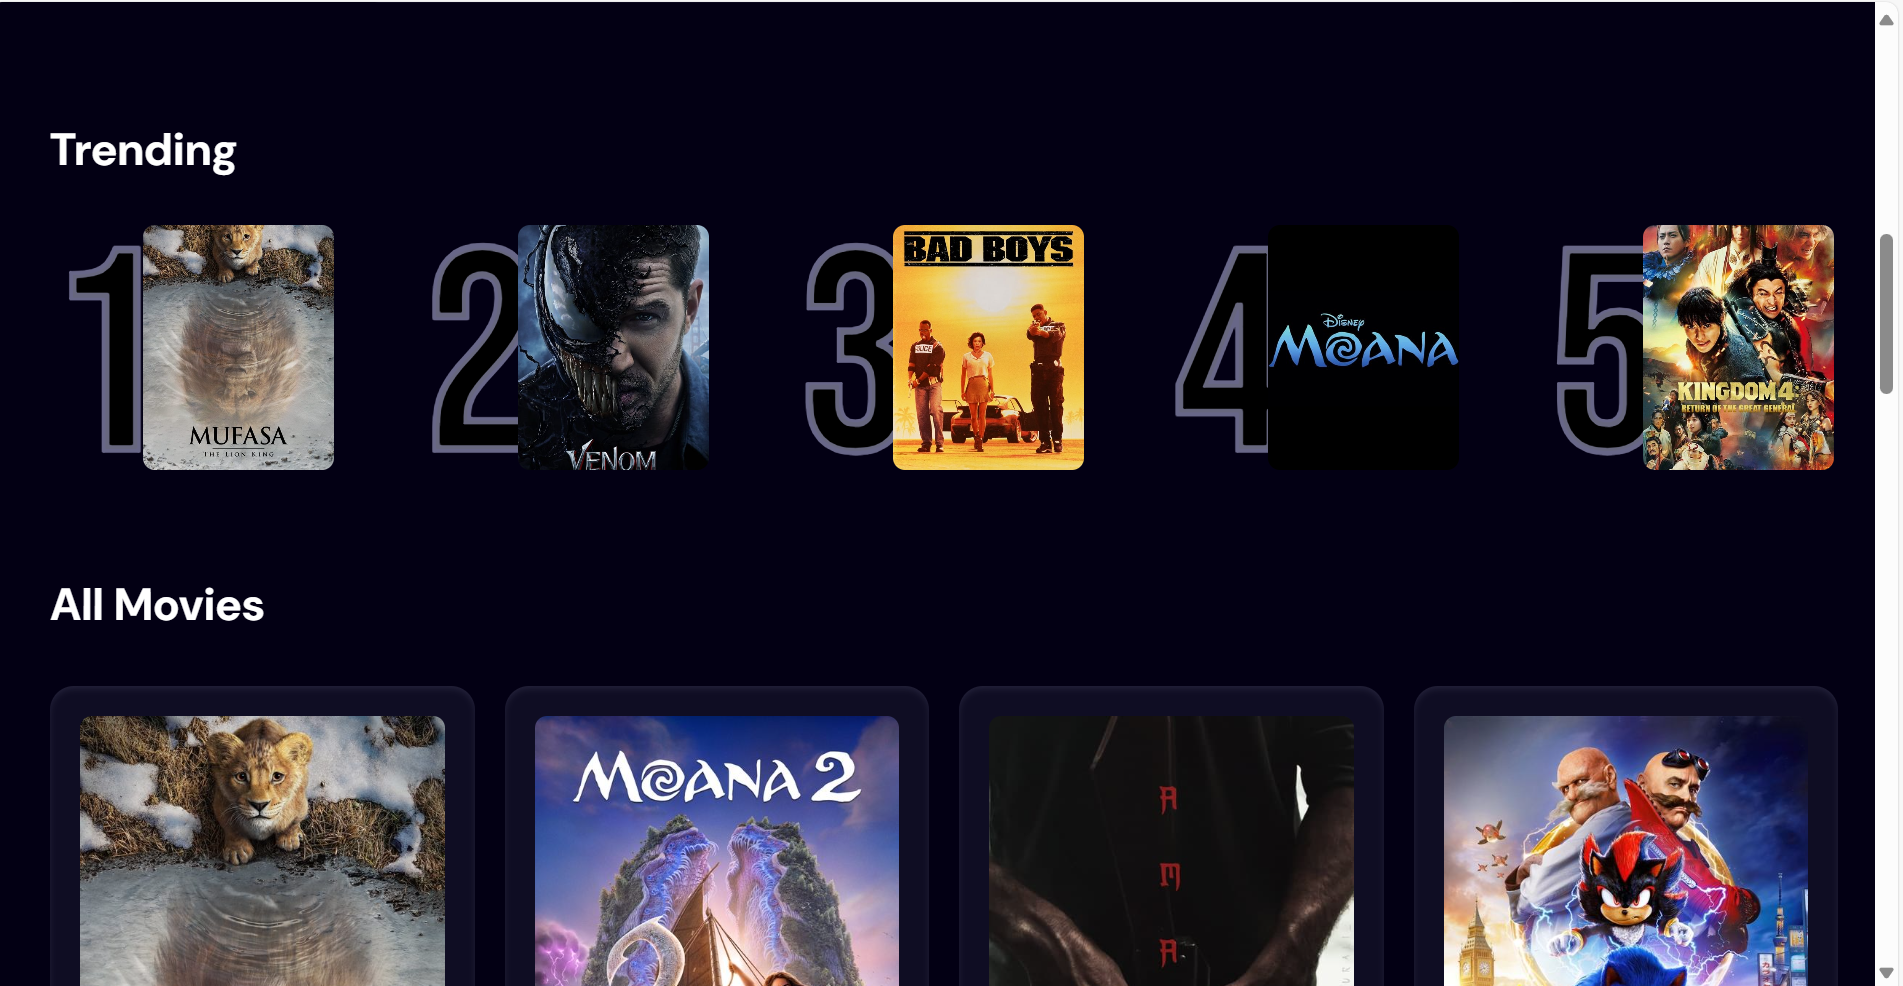 Trending
1
MUFASA
THE LION KING
2
VENOM
3
BAD BOYS
POLICE
4
DISNEY
MOANA
5
KINGDOM 4
RETURN OF THE GREAT GENERAL
All Movies
MOANA 2
A
M
A